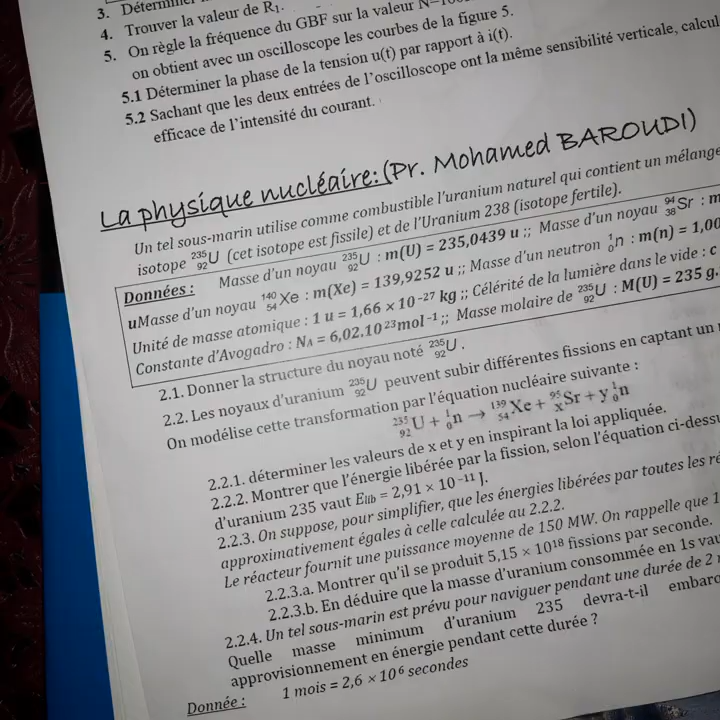 3. Déterminer
4. Trouver la valeur de R₁.
5. On règle la fréquence du GBF sur la valeur
on obtient avec un oscilloscope les courbes de la figure 5.
5.1 Déterminer la phase de la tension u(t) par rapport à i(t).
5.2 Sachant que les deux entrées de l'oscilloscope ont la même sensibilité verticale,
efficace de l'intensité du courant.
La physique nucléaire:(Pr. Mohamed BAROUDI)
Un tel sous-marin utilise comme combustible l'uranium naturel qui contient un mélange
isotope ²³⁵₉₂U (cet isotope est fissile) et de l'Uranium 238 (isotope fertile).
Données : Masse d'un noyau ²³⁵₉₂U : m(U) = 235,0439 u ;; Masse d'un noyau ⁹⁴₃₈Sr : m
uMasse d'un noyau ¹⁴⁰₅₄Xe : m(Xe) = 139,9252 u ;; Masse d'un neutron ¹₀n : m(n) = 1,00
Unité de masse atomique : 1 u = 1,66 × 10⁻²⁷ kg ;; Célérité de la lumière dans le vide : c
Constante d'Avogadro : Nᴀ = 6,02.10²³mol⁻¹ ;; Masse molaire de ²³⁵₉₂U : M(U) = 235 g.
2.1. Donner la structure du noyau noté ²³⁵₉₂U .
2.2. Les noyaux d'uranium ²³⁵₉₂U peuvent subir différentes fissions en captant un
On modélise cette transformation par l'équation nucléaire suivante :
²³⁵₉₂U + ¹₀n → ¹³⁹₅₄Xe + ⁹⁵ₓSr + y ¹₀n
2.2.1. déterminer les valeurs de x et y en inspirant la loi appliquée.
2.2.2. Montrer que l'énergie libérée par la fission, selon l'équation
d'uranium 235 vaut Eₗᵢb = 2,91 × 10⁻¹¹ J.
2.2.3. On suppose, pour simplifier, que les énergies libérées par toutes les
approximativement égales à celle calculée au 2.2.2.
Le réacteur fournit une puissance moyenne de 150 MW. On rappelle que 1
2.2.3.a. Montrer qu'il se produit 5,15 × 10¹⁸ fissions par seconde.
2.2.3.b. En déduire que la masse d'uranium consommée en 1s
2.2.4. Un tel sous-marin est prévu pour naviguer pendant une durée de 2
Quelle masse minimum d'uranium 235 devra-t-il
approvisionnement en énergie pendant cette durée ?
Donnée : 1 mois = 2,6 × 10⁶ secondes